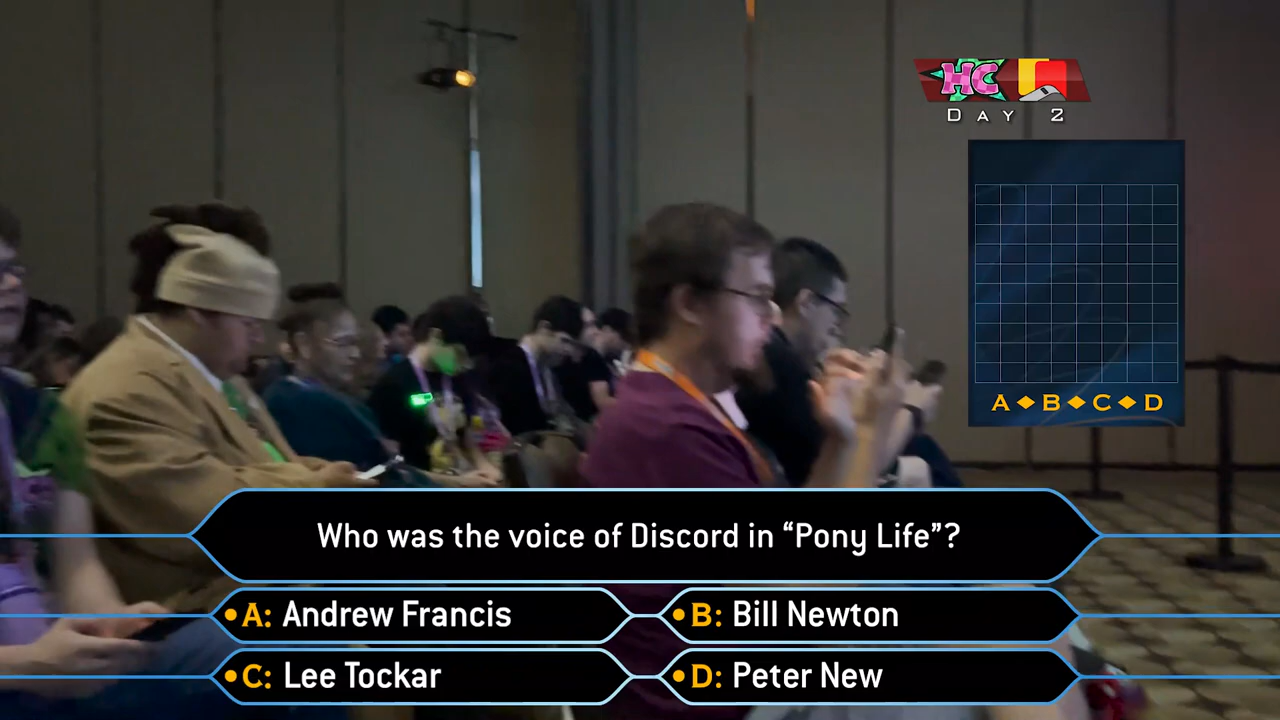 HC
DAY 2
A◆B◆C◆D
Who was the voice of Discord in “Pony Life”?
•A: Andrew Francis
•B: Bill Newton
•C: Lee Tockar
•D: Peter New